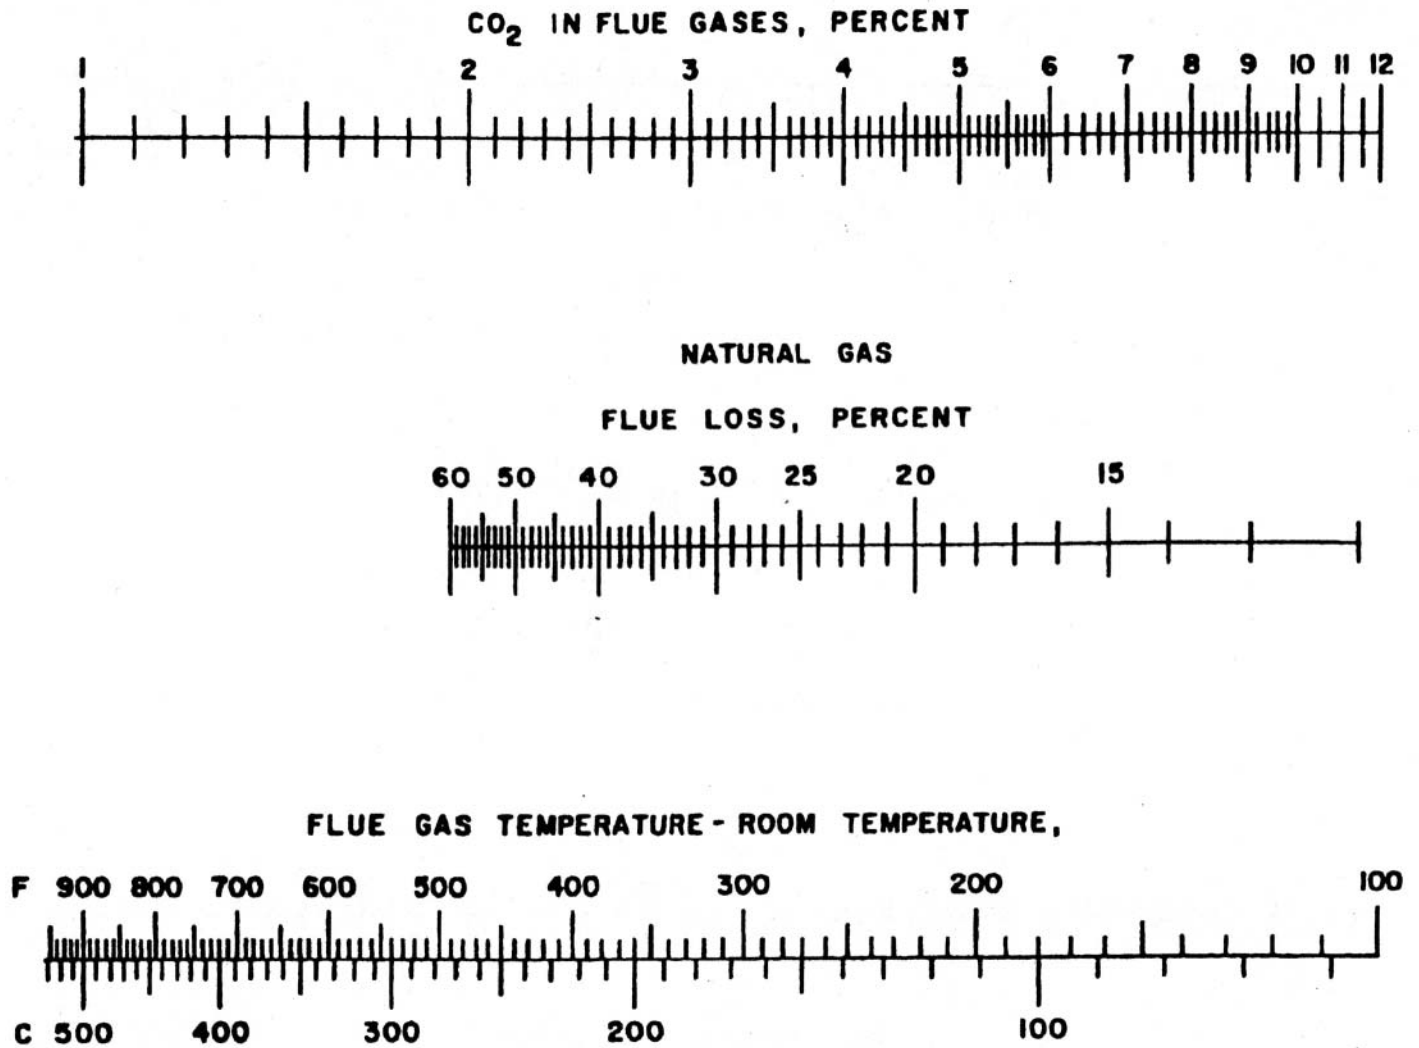 CO₂ IN FLUE GASES, PERCENT
1 2 3 4 5 6 7 8 9 10 11 12
NATURAL GAS
FLUE LOSS, PERCENT
60 50 40 30 25 20 15
FLUE GAS TEMPERATURE - ROOM TEMPERATURE,
F 900 800 700 600 500 400 300 200 100
C 500 400 300 200 100